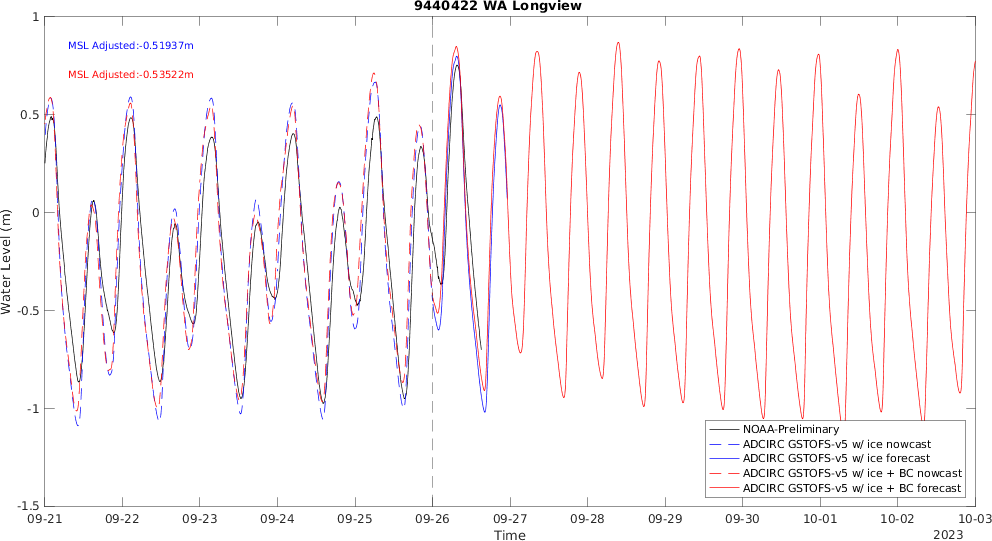 9440422 WA Longview
MSL Adjusted:-0.51937m
MSL Adjusted:-0.53522m
Water Level (m)
1
0.5
0
-0.5
-1
-1.5
NOAA-Preliminary
ADCIRC GSTOFS-v5 w/ ice nowcast
ADCIRC GSTOFS-v5 w/ ice forecast
ADCIRC GSTOFS-v5 w/ ice + BC nowcast
ADCIRC GSTOFS-v5 w/ ice + BC forecast
09-21 09-22 09-23 09-24 09-25 09-26 09-27 09-28 09-29 09-30 10-01 10-02 10-03
Time
2023